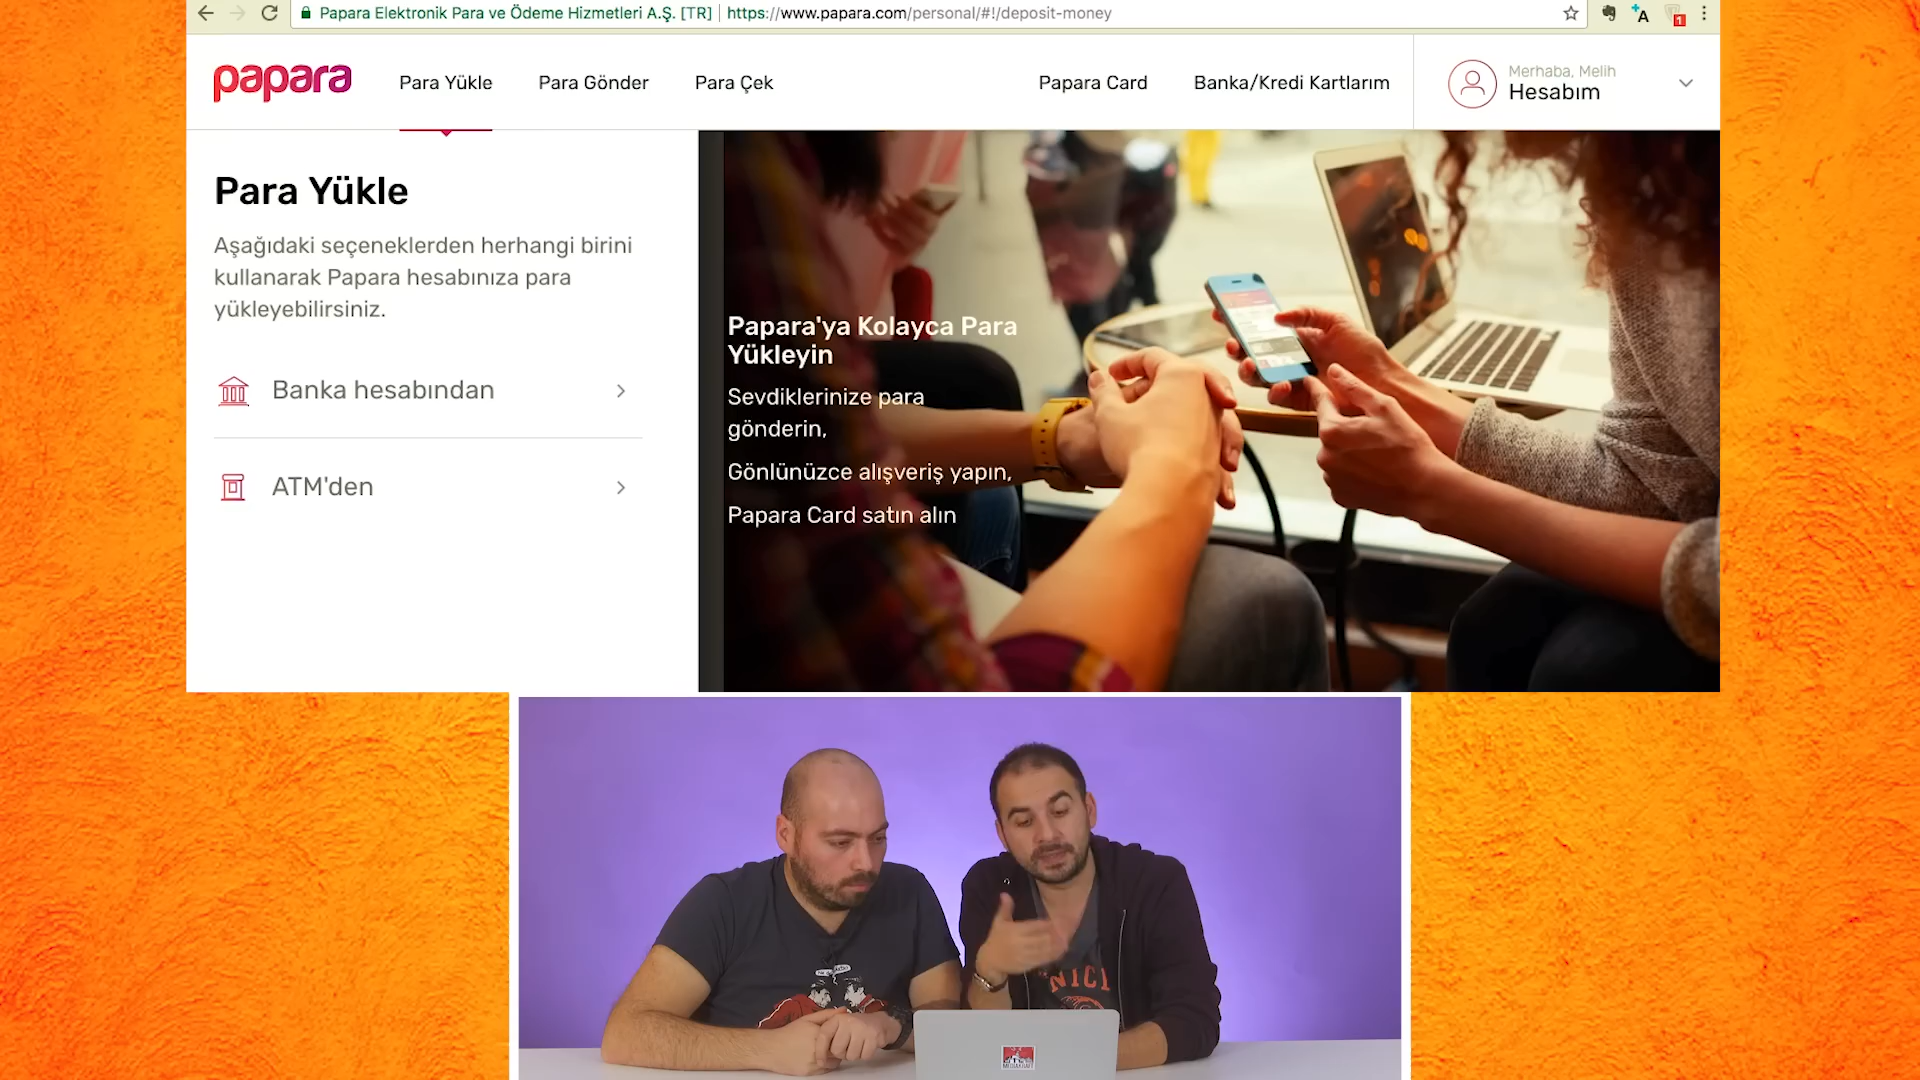 Papara Elektronik Para ve Ödeme Hizmetleri A.Ş. [TR] https://www.papara.com/personal/#!/deposit-money
1
papara
Para Yükle
Para Gönder
Para Çek
Papara Card
Banka/Kredi Kartlarım
Merhaba, Melih
Hesabım
Para Yükle
Aşağıdaki seçeneklerden herhangi birini
kullanarak Papara hesabınıza para
yükleyebilirsiniz.
Banka hesabından
ATM'den
Papara'ya Kolayca Para
Yükleyin
Sevdiklerinize para
gönderin,
Gönlünüzce alışveriş yapın,
Papara Card satın alın
NICI
MEDIAKRAFT